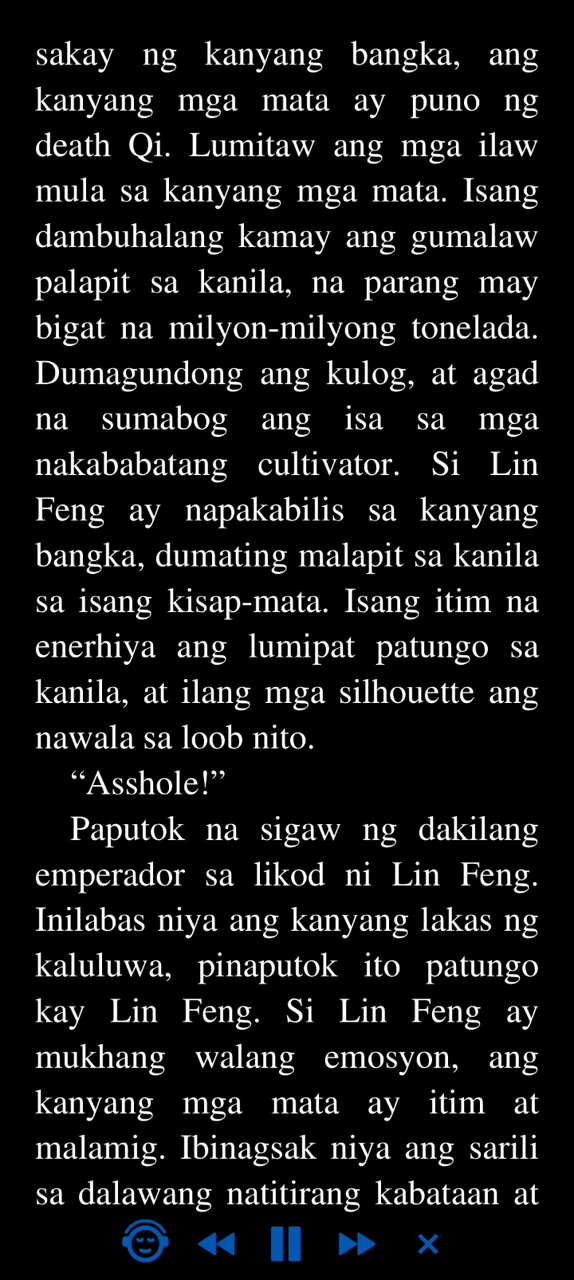 sakay ng kanyang bangka, ang
kanyang mga mata ay puno ng
death Qi. Lumitaw ang mga ilaw
mula sa kanyang mga mata. Isang
dambuhalang kamay ang gumalaw
palapit sa kanila, na parang may
bigat na milyon-milyong tonelada.
Dumagundong ang kulog, at agad
na sumabog ang isa sa mga
nakababatang cultivator. Si Lin
Feng ay napakabilis sa kanyang
bangka, dumating malapit sa kanila
sa isang kisap-mata. Isang itim na
enerhiya ang lumipat patungo sa
kanila, at ilang mga silhouette ang
nawala sa loob nito.
“Asshole!”
Paputok na sigaw ng dakilang
emperador sa likod ni Lin Feng.
Inilabas niya ang kanyang lakas ng
kaluluwa, pinaputok ito patungo
kay Lin Feng. Si Lin Feng ay
mukhang walang emosyon, ang
kanyang mga mata ay itim at
malamig. Ibinagsak niya ang sarili
sa dalawang natitirang kabataan at